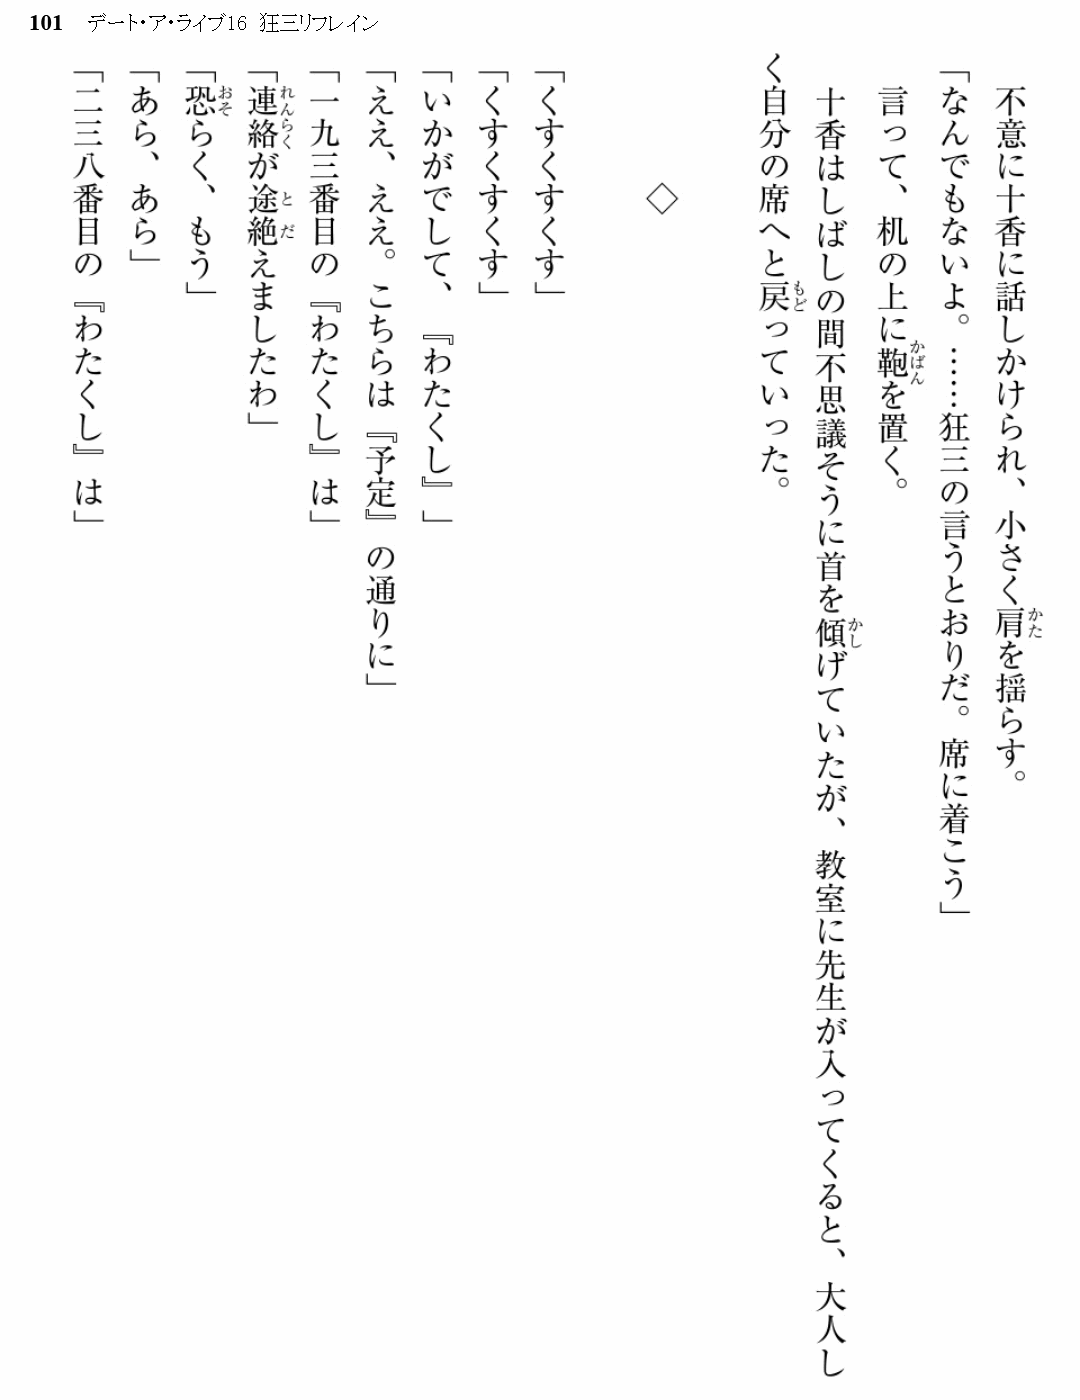 101 デート・ア・ライブ16 狂三リフレイン
不意に十香に話しかけられ、小さく肩を揺らす。
「なんでもないよ。……狂三の言うとおりだ。席に着こう」
言って、机の上に鞄を置く。
十香はしばしの間不思議そうに首を傾げていたが、教室に先生が入ってくると、大人し
く自分の席へと戻っていった。
◇
「くすくすくす」
「くすくすくす」
「いかがでして、『わたくし』」
「ええ、ええ。こちらは『予定』の通りに」
「一九三番目の『わたくし』は」
「連絡が途絶えましたわ」
「恐らく、もう」
「あら、あら」
「二三八番目の『わたくし』は」